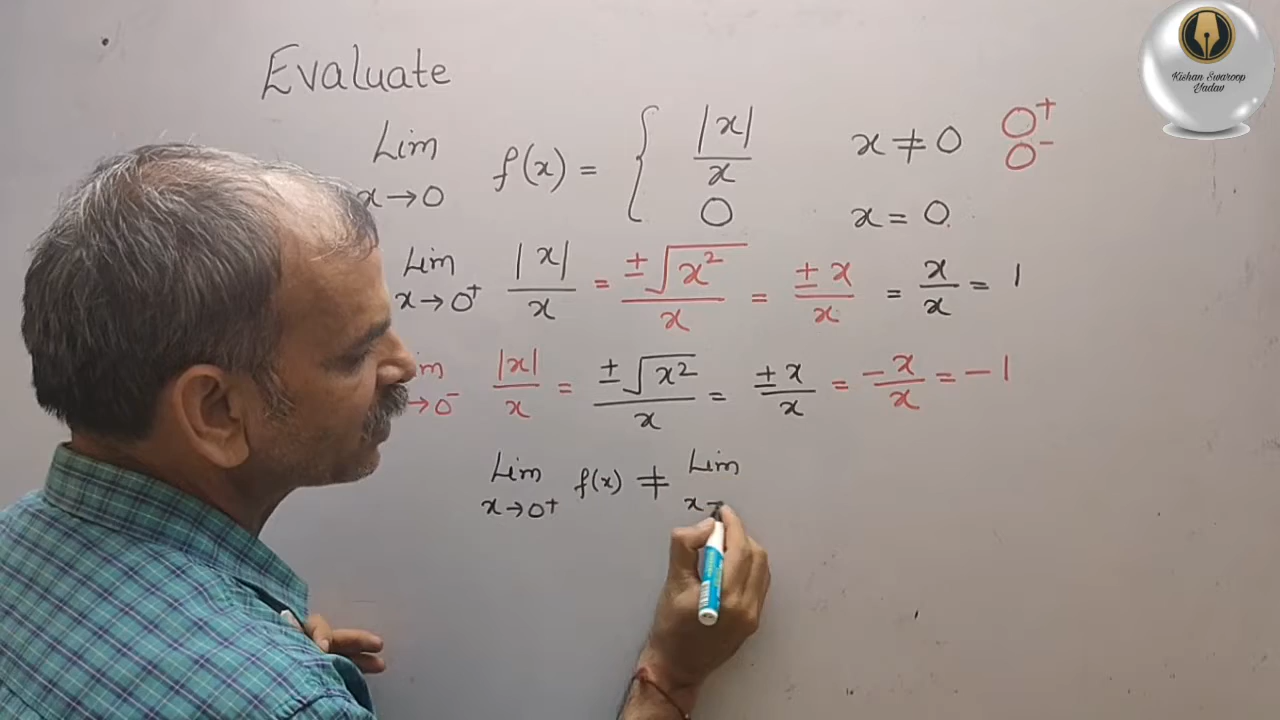 Evaluate
Lim x→0 f(x) = { |x|/x x ≠ 0 0+ 0-
0 x = 0
Lim x→0+ |x|/x = ±√x²/x = ±x/x = x/x = 1
im →0- |x|/x = ±√x²/x = ±x/x = -x/x = -1
Lim x→0+ f(x) ≠ Lim x→
Kishan Swaroop
Yadav